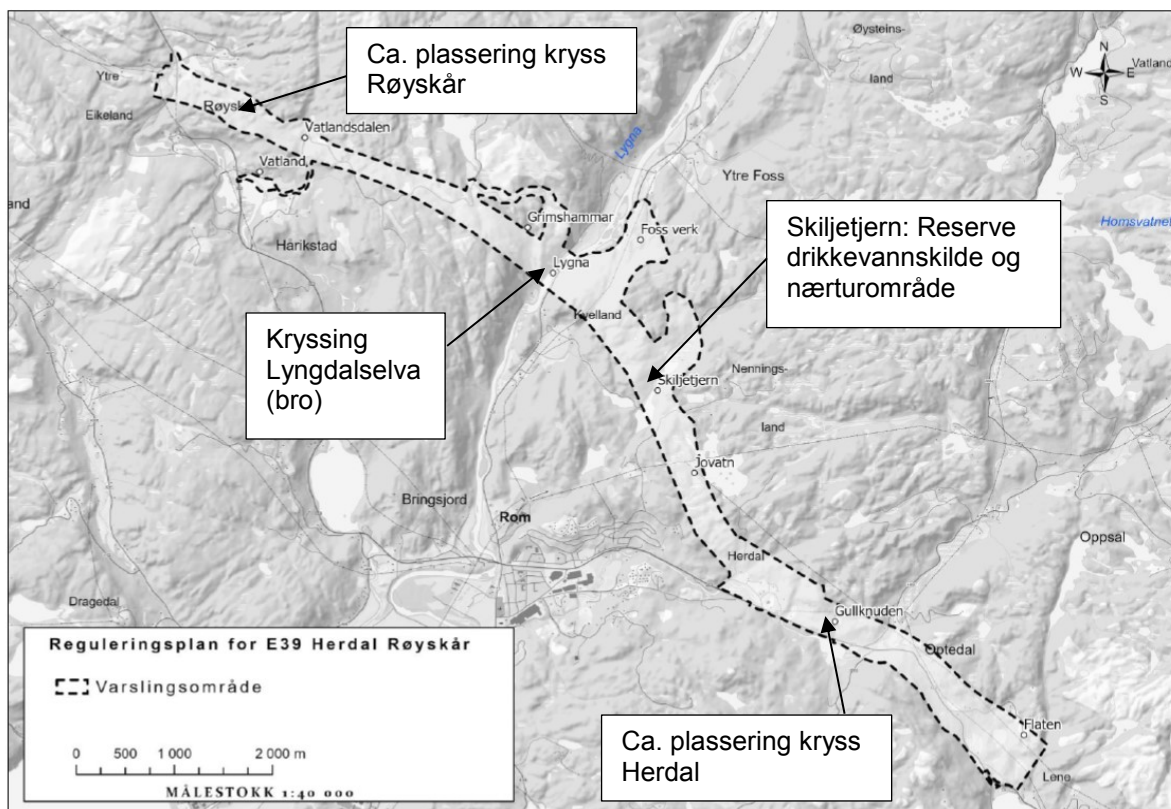 Ca. plassering kryss
Røyskår
Øysteins-
land
N
W E
S
Vatland
Ytre
Eikeland
Røysk
Vatlandsdalen
Lygna
Vatland
Ytre Foss
Homsvatnet
land
Grimshammar
Foss verk
Skiljetjern: Reserve
drikkevannskilde og
nærturområde
Hårikstad
Lygna
Kvelland
Kryssing
Lyngdalselva
(bro)
Skiljetjern
Nennings-
land
Jovatn
Bringsjord
Rom
Herdal
Oppsal
Dragedal
Gullknuden
Reguleringsplan for E39 Herdal Røyskår
Optedal
Varslingsområde
Flaten
Ca. plassering kryss
Herdal
0 500 1 000 2 000 m
Lene
MÅLESTOKK 1:40 000